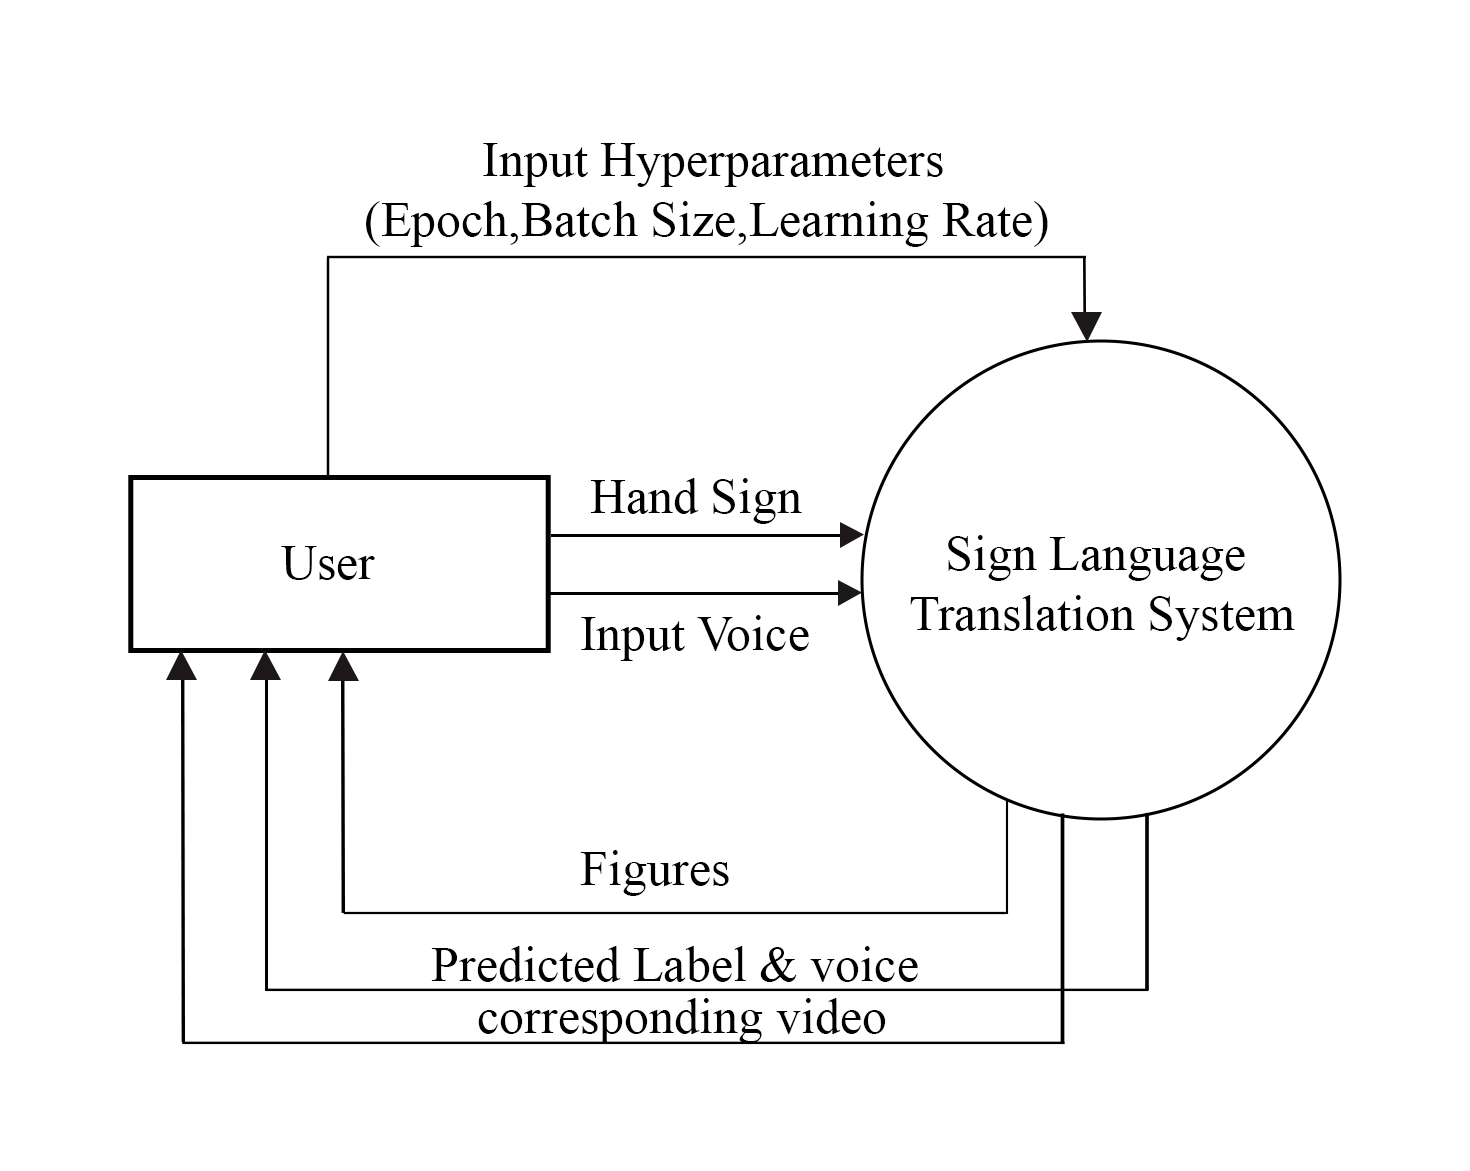 Input Hyperparameters
(Epoch,Batch Size,Learning Rate)
Hand Sign
User
Sign Language
Translation System
Input Voice
Figures
Predicted Label & voice
corresponding video